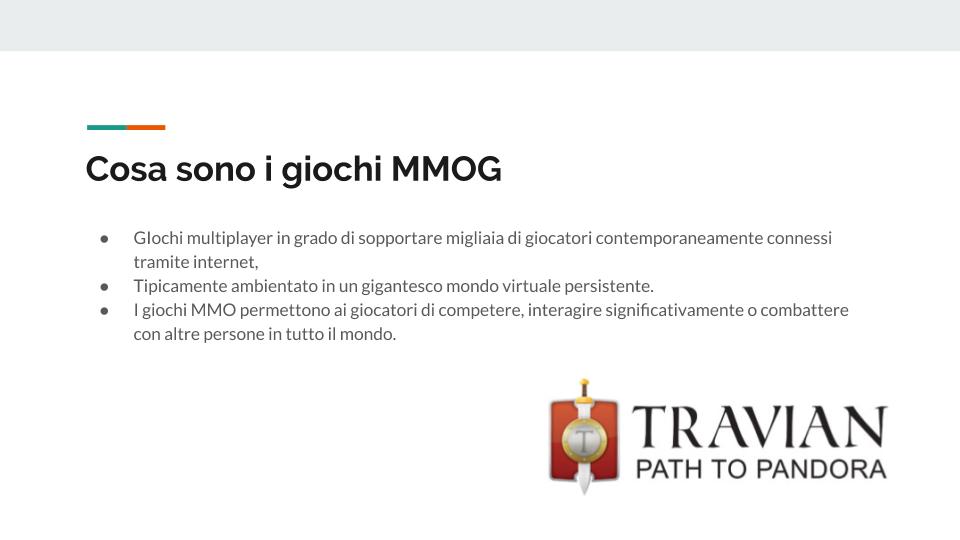 Cosa sono i giochi MMOG
● GIochi multiplayer in grado di sopportare migliaia di giocatori contemporaneamente connessi
tramite internet,
● Tipicamente ambientato in un gigantesco mondo virtuale persistente.
● I giochi MMO permettono ai giocatori di competere, interagire significativamente o combattere
con altre persone in tutto il mondo.
T
TRAVIAN
PATH TO PANDORA